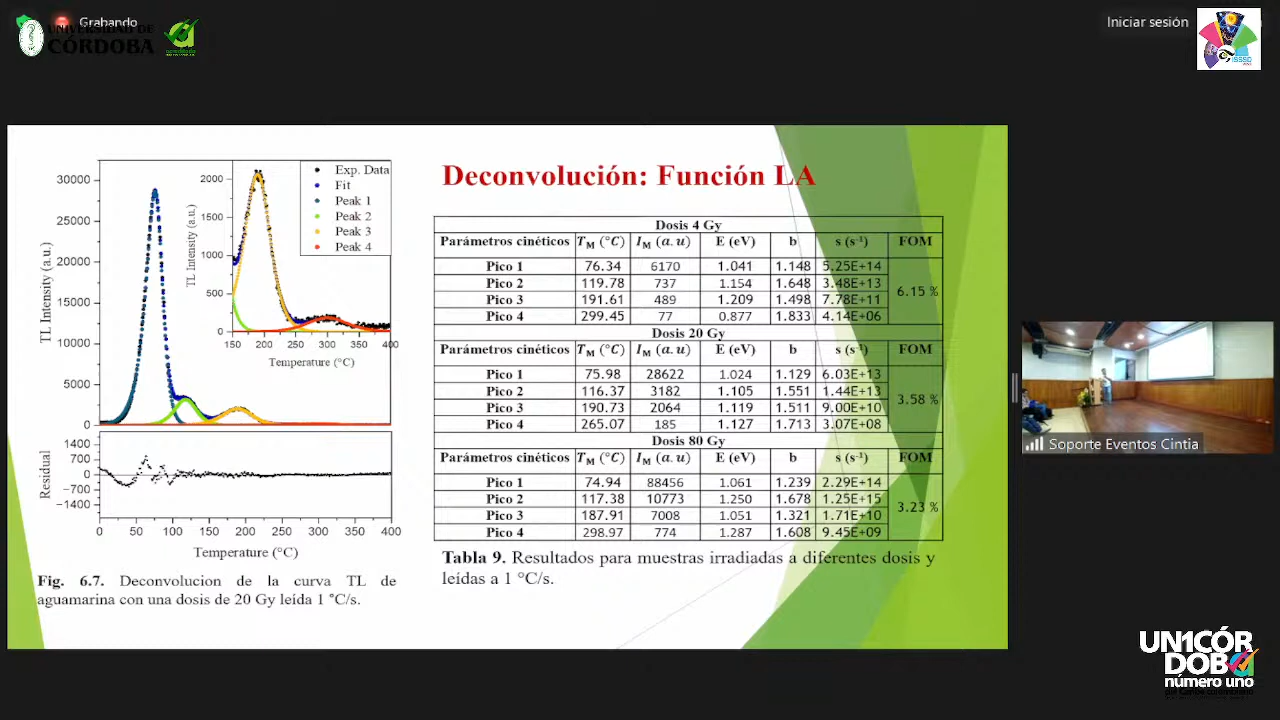 Grabando
UNIVERSIDAD DE
CÓRDOBA
Iniciar sesión
ISSSD
Deconvolución: Función LA
30000
25000
20000
15000
10000
5000
0
TL Intensity (a.u.)
2000
1500
1000
500
0
TL Intensity (a.u.)
150 200 250 300 350 400
Temperature (°C)
Exp. Data
Fit
Peak 1
Peak 2
Peak 3
Peak 4
1400
700
0
−700
−1400
Residual
0 50 100 150 200 250 300 350 400
Temperature (°C)
Fig. 6.7. Deconvolucion de la curva TL de
aguamarina con una dosis de 20 Gy leída 1 °C/s.
Dosis 4 Gy
Parámetros cinéticos T_M (°C) I_M (a.u) E (eV) b s (s⁻¹) FOM
Pico 1 76.34 6170 1.041 1.148 5.25E+14
Pico 2 119.78 737 1.154 1.648 3.48E+13
6.15 %
Pico 3 191.61 489 1.209 1.498 7.78E+11
Pico 4 299.45 77 0.877 1.833 4.14E+06
Dosis 20 Gy
Parámetros cinéticos T_M (°C) I_M (a.u) E (eV) b s (s⁻¹) FOM
Pico 1 75.98 28622 1.024 1.129 6.03E+13
Pico 2 116.37 3182 1.105 1.551 1.44E+13
3.58 %
Pico 3 190.73 2064 1.119 1.511 9.00E+10
Pico 4 265.07 185 1.127 1.713 3.07E+08
Dosis 80 Gy
Parámetros cinéticos T_M (°C) I_M (a.u) E (eV) b s (s⁻¹) FOM
Pico 1 74.94 88456 1.061 1.239 2.29E+14
Pico 2 117.38 10773 1.250 1.678 1.25E+15
3.23 %
Pico 3 187.91 7008 1.051 1.321 1.71E+10
Pico 4 298.97 774 1.287 1.608 9.45E+09
Tabla 9. Resultados para muestras irradiadas a diferentes dosis y
leídas a 1 °C/s.
Soporte Eventos Cintia
UN1CÓR
DOBA
número uno